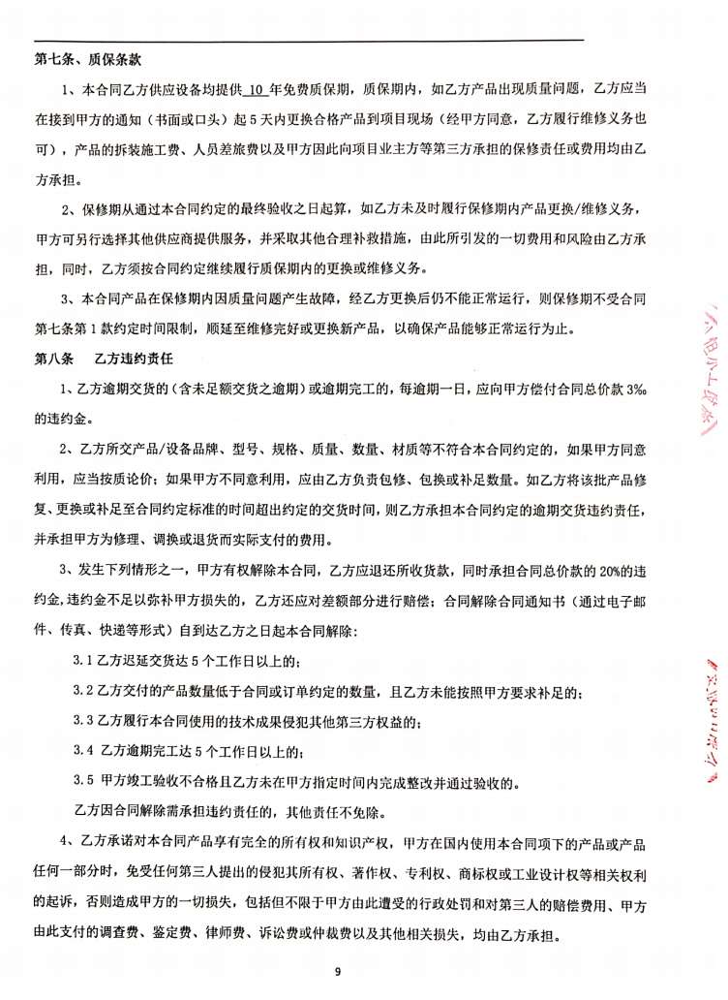 第七条、质保条款
1、本合同乙方供应设备均提供 10 年免费质保期，质保期内，如乙方产品出现质量问题，乙方应当
在接到甲方的通知（书面或口头）起 5 天内更换合格产品到项目现场（经甲方同意，乙方履行维修义务也
可），产品的拆装施工费、人员差旅费以及甲方因此向项目业主方等第三方承担的保修责任或费用均由乙
方承担。
2、保修期从通过本合同约定的最终验收之日起算，如乙方未及时履行保修期内产品更换/维修义务，
甲方可另行选择其他供应商提供服务，并采取其他合理补救措施，由此所引发的一切费用和风险由乙方承
担，同时，乙方须按合同约定继续履行质保期内的更换或维修义务。
3、本合同产品在保修期内因质量问题产生故障，经乙方更换后仍不能正常运行，则保修期不受合同
第七条第 1 款约定时间限制，顺延至维修完好或更换新产品，以确保产品能够正常运行为止。
第八条 乙方违约责任
1、乙方逾期交货的（含未足额交货之逾期）或逾期完工的，每逾期一日，应向甲方偿付合同总价款 3‰
的违约金。
2、乙方所交产品/设备品牌、型号、规格、质量、数量、材质等不符合本合同约定的，如果甲方同意
利用，应当按质论价；如果甲方不同意利用，应由乙方负责包修、包换或补足数量。如乙方将该批产品修
复、更换或补足至合同约定标准的时间超出约定的交货时间，则乙方承担本合同约定的逾期交货违约责任，
并承担甲方为修理、调换或退货而实际支付的费用。
3、发生下列情形之一，甲方有权解除本合同，乙方应退还所收货款，同时承担合同总价款的 20%的违
约金,违约金不足以弥补甲方损失的，乙方还应对差额部分进行赔偿；合同解除合同通知书（通过电子邮
件、传真、快递等形式）自到达乙方之日起本合同解除：
3.1 乙方迟延交货达 5 个工作日以上的；
3.2 乙方交付的产品数量低于合同或订单约定的数量，且乙方未能按照甲方要求补足的；
3.3 乙方履行本合同使用的技术成果侵犯其他第三方权益的；
3.4 乙方逾期完工达 5 个工作日以上的；
3.5 甲方竣工验收不合格且乙方未在甲方指定时间内完成整改并通过验收的。
乙方因合同解除需承担违约责任的，其他责任不免除。
4、乙方承诺对本合同产品享有完全的所有权和知识产权，甲方在国内使用本合同项下的产品或产品
任何一部分时，免受任何第三人提出的侵犯其所有权、著作权、专利权、商标权或工业设计权等相关权利
的起诉，否则造成甲方的一切损失，包括但不限于甲方由此遭受的行政处罚和对第三人的赔偿费用、甲方
由此支付的调查费、鉴定费、律师费、诉讼费或仲裁费以及其他相关损失，均由乙方承担。
9